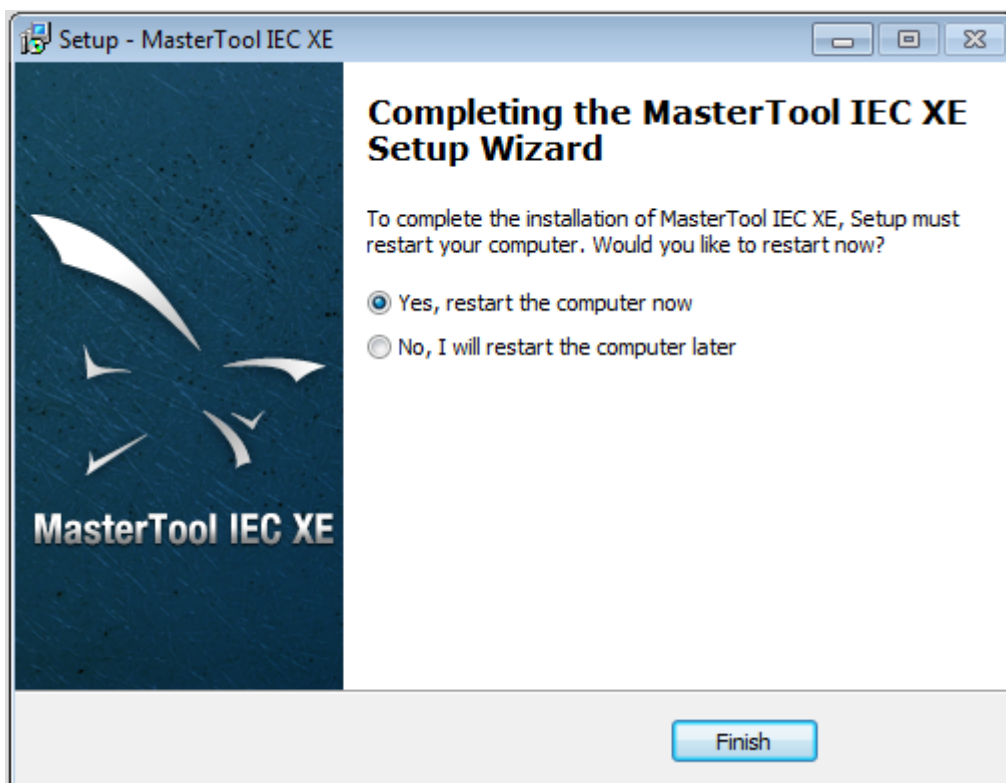 Setup - MasterTool IEC XE
Completing the MasterTool IEC XE
Setup Wizard
To complete the installation of MasterTool IEC XE, Setup must
restart your computer. Would you like to restart now?
Yes, restart the computer now
No, I will restart the computer later
MasterTool IEC XE
Finish